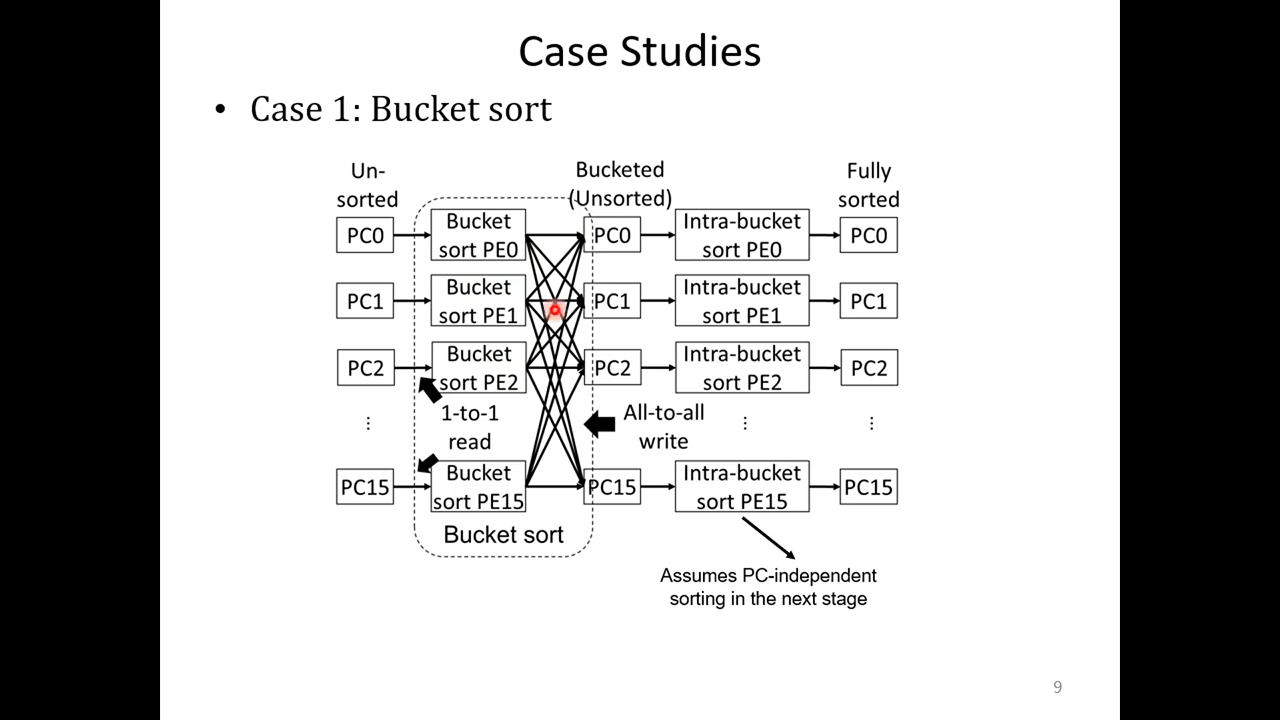 Case Studies
• Case 1: Bucket sort
Un-
sorted
Bucketed
(Unsorted)
Fully
sorted
PC0
Bucket
sort PE0
PC0
Intra-bucket
sort PE0
PC0
PC1
Bucket
sort PE1
PC1
Intra-bucket
sort PE1
PC1
PC2
Bucket
sort PE2
PC2
Intra-bucket
sort PE2
PC2
⋮
1-to-1
read
All-to-all
write
⋮
⋮
PC15
Bucket
sort PE15
PC15
Intra-bucket
sort PE15
PC15
Bucket sort
Assumes PC-independent
sorting in the next stage
9